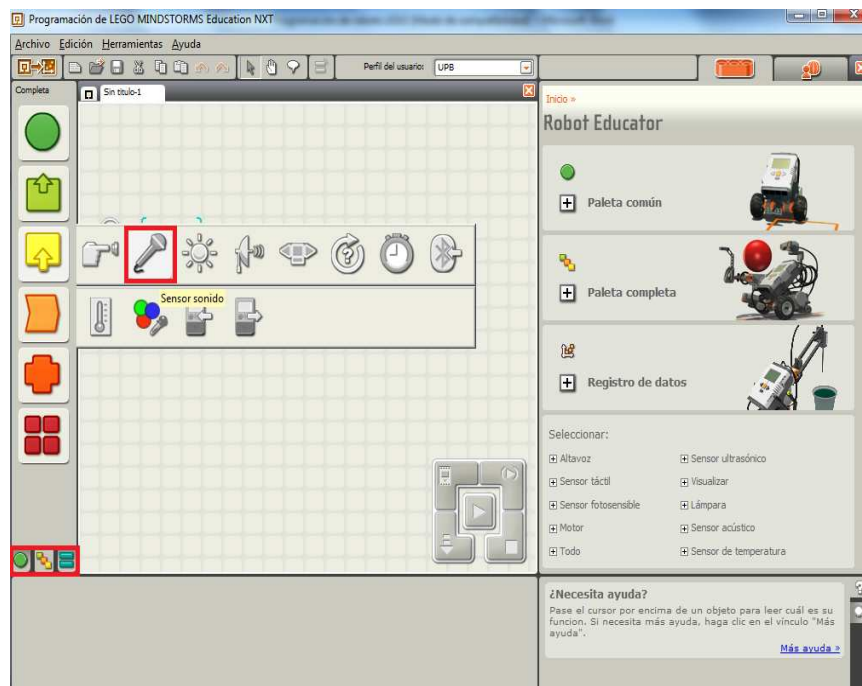 Programación de LEGO MINDSTORMS Education NXT
Archivo Edición Herramientas Ayuda
Perfil del usuario: UPB
Completa
Sin título-1
Sensor sonido
Inicio »
Robot Educator
Paleta común
Paleta completa
Registro de datos
Seleccionar:
Altavoz
Sensor ultrasónico
Sensor táctil
Visualizar
Sensor fotosensible
Lámpara
Motor
Sensor acústico
Todo
Sensor de temperatura
¿Necesita ayuda?
Pase el cursor por encima de un objeto para leer cuál es su
funcion. Si necesita más ayuda, haga clic en el vínculo "Más
ayuda".
Más ayuda »